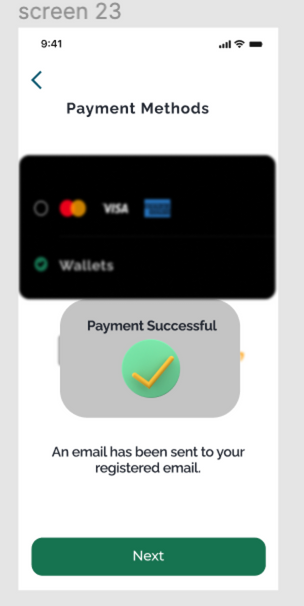 screen 23
9:41
Payment Methods
VISA
Wallets
Payment Successful
An email has been sent to your
registered email.
Next